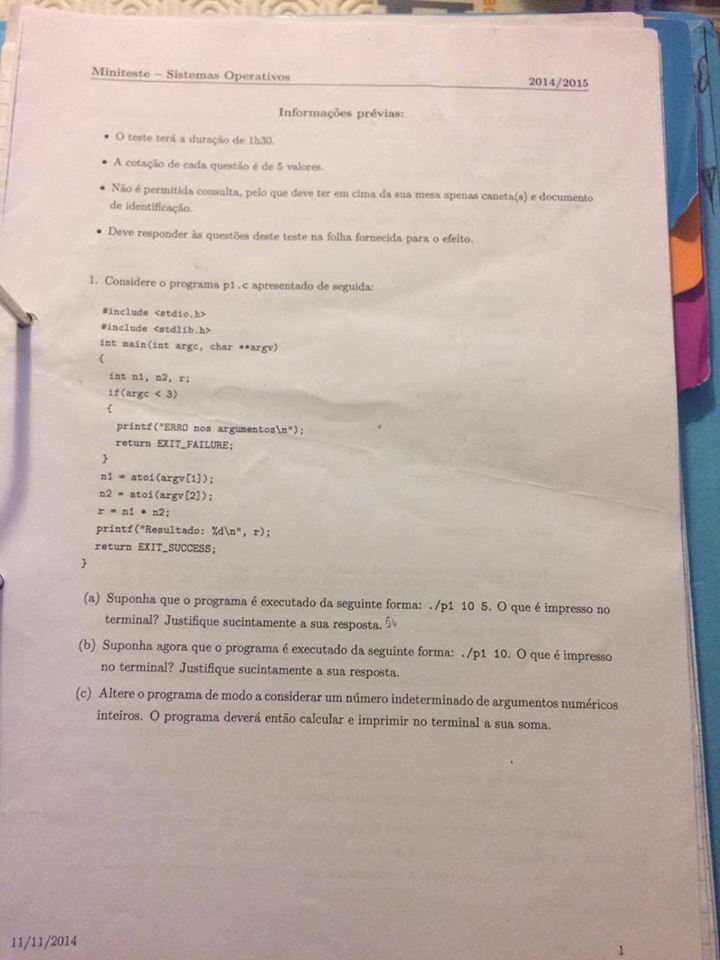 Miniteste – Sistemas Operativos
2014/2015
Informações prévias:
• O teste terá a duração de 1h30.
• A cotação de cada questão é de 5 valores.
• Não é permitida consulta, pelo que deve ter em cima da sua mesa apenas caneta(s) e documento
de identificação.
• Deve responder às questões deste teste na folha fornecida para o efeito.
1. Considere o programa p1.c apresentado de seguida:
#include <stdio.h>
#include <stdlib.h>
int main(int argc, char **argv)
{
int n1, n2, r;
if(argc < 3)
{
printf("ERRO nos argumentos\n");
return EXIT_FAILURE;
}
n1 = atoi(argv[1]);
n2 = atoi(argv[2]);
r = n1 * n2;
printf("Resultado: %d\n", r);
return EXIT_SUCCESS;
}
(a) Suponha que o programa é executado da seguinte forma: ./p1 10 5. O que é impresso no
terminal? Justifique sucintamente a sua resposta.
(b) Suponha agora que o programa é executado da seguinte forma: ./p1 10. O que é impresso
no terminal? Justifique sucintamente a sua resposta.
(c) Altere o programa de modo a considerar um número indeterminado de argumentos numéricos
inteiros. O programa deverá então calcular e imprimir no terminal a sua soma.
11/11/2014
1